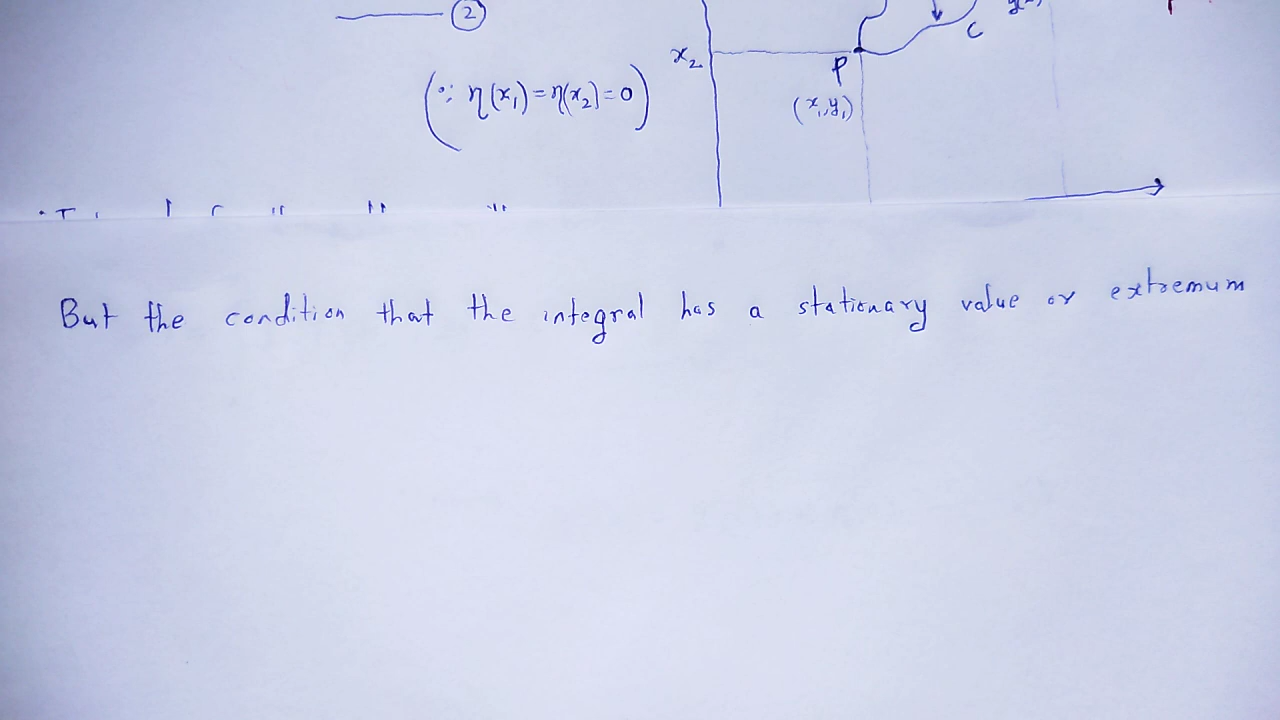 ②
C
x₂
P
(∵ η(x₁) = η(x₂) = 0)
(x₁, y₁)
But the condition that the integral has a stationary value or extremum